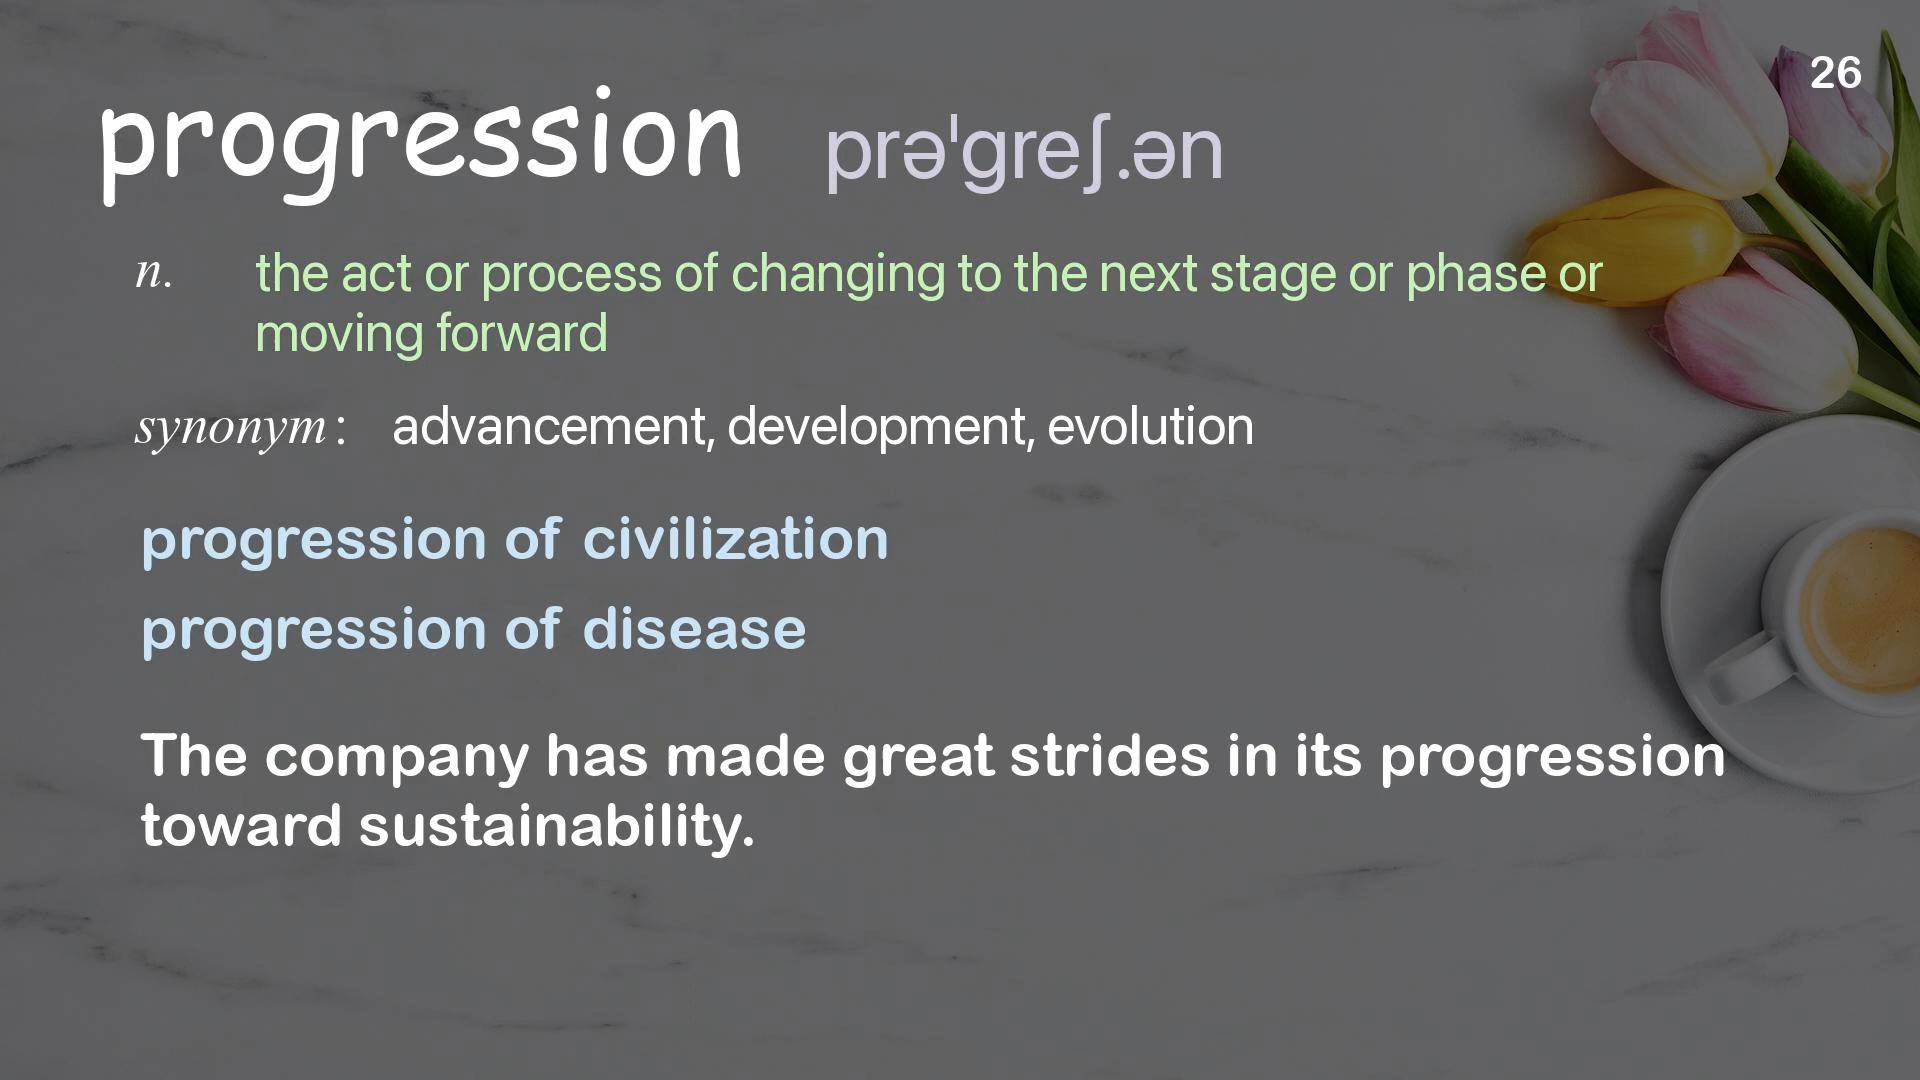 26
progression prəˈgreʃ.ən
n. the act or process of changing to the next stage or phase or
moving forward
synonym: advancement, development, evolution
progression of civilization
progression of disease
The company has made great strides in its progression
toward sustainability.